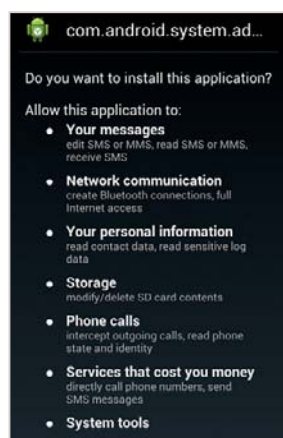 com.android.system.ad...
Do you want to install this application?
Allow this application to:
• Your messages
edit SMS or MMS, read SMS or MMS,
receive SMS
• Network communication
create Bluetooth connections, full
Internet access
• Your personal information
read contact data, read sensitive log
data
• Storage
modify/delete SD card contents
• Phone calls
intercept outgoing calls, read phone
state and identity
• Services that cost you money
directly call phone numbers, send
SMS messages
• System tools